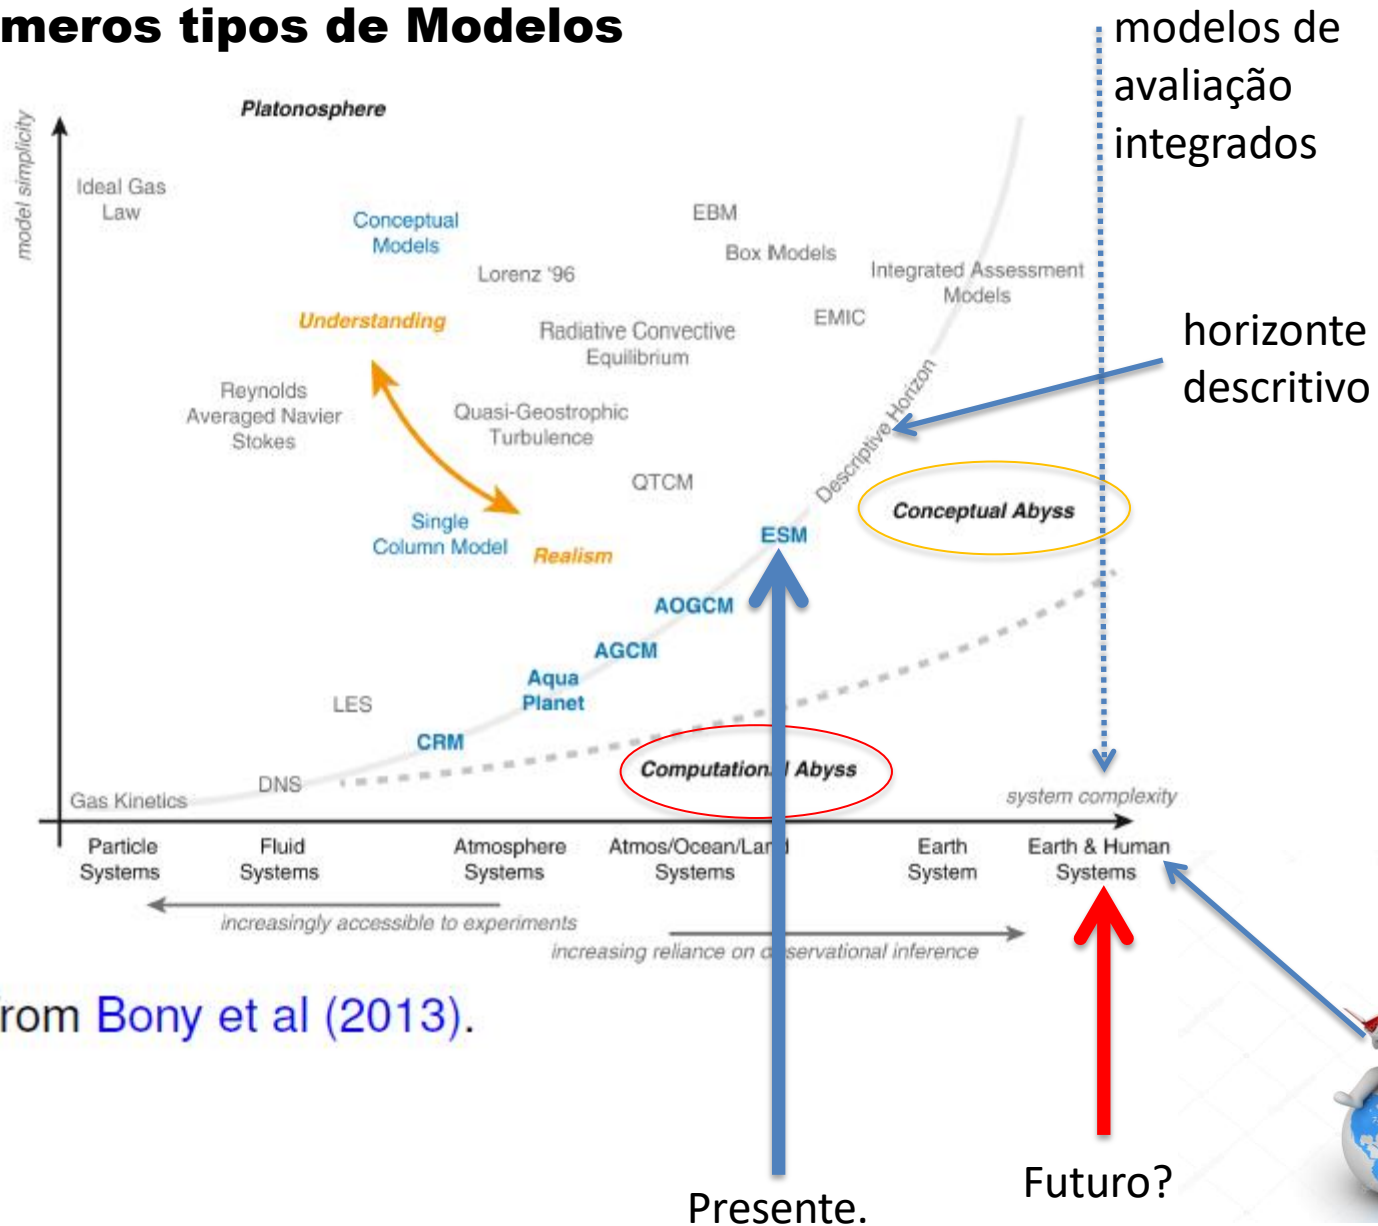 meros tipos de Modelos
modelos de
avaliação
integrados
Platonosphere
model simplicity
Ideal Gas
Law
Conceptual
Models
EBM
Box Models
Lorenz '96
Integrated Assessment
Models
Understanding
EMIC
Radiative Convective
Equilibrium
horizonte
descritivo
Reynolds
Averaged Navier
Stokes
Quasi-Geostrophic
Turbulence
Descriptive Horizon
QTCM
Conceptual Abyss
Single
Column Model
ESM
Realism
AOGCM
AGCM
Aqua
Planet
LES
CRM
Computational Abyss
DNS
Gas Kinetics
system complexity
Particle
Systems
Fluid
Systems
Atmosphere
Systems
Atmos/Ocean/Land
Systems
Earth
System
Earth & Human
Systems
increasingly accessible to experiments
increasing reliance on observational inference
rom Bony et al (2013).
Futuro?
Presente.